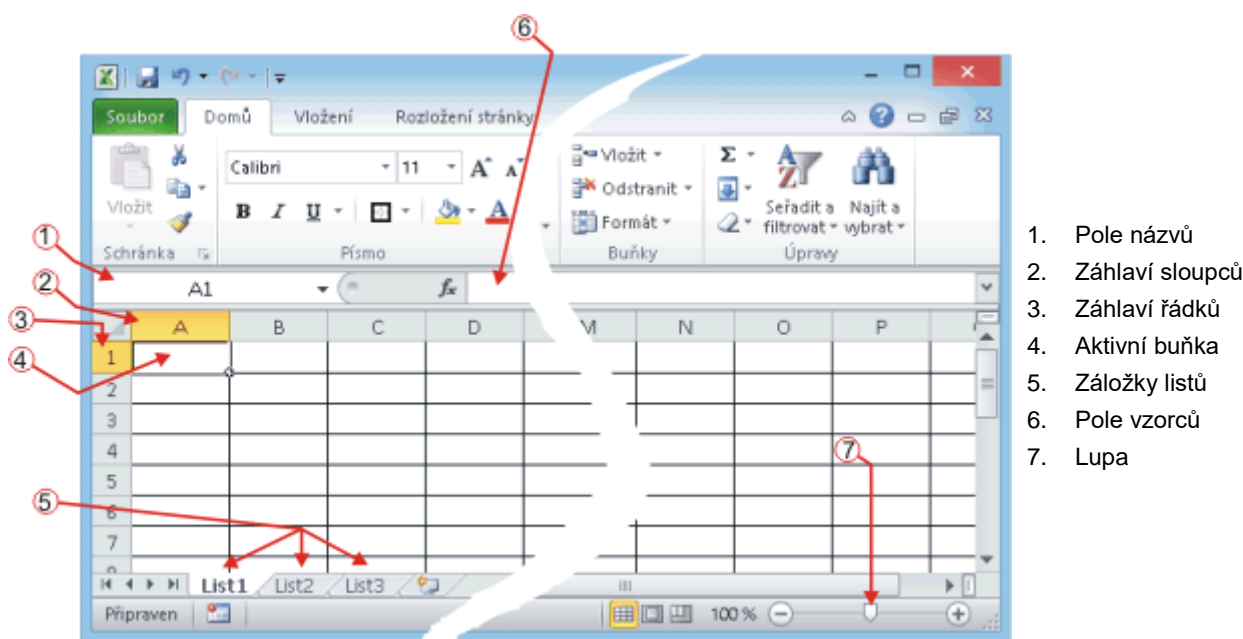 6
Soubor Domů Vložení Rozložení stránky
Calibri 11 A A
Vložit
B I U A
Schránka Písmo
Vložit
Odstranit
Formát
Buňky
Σ
A Z
Seřadit a filtrovat
Najít a vybrat
Úpravy
1
A1 fx
2
A B C D M N O P
3
1
4
2
3
4
7
5
5
6
7
List1 List2 List3
Připraven 100 %
1. Pole názvů
2. Záhlaví sloupců
3. Záhlaví řádků
4. Aktivní buňka
5. Záložky listů
6. Pole vzorců
7. Lupa